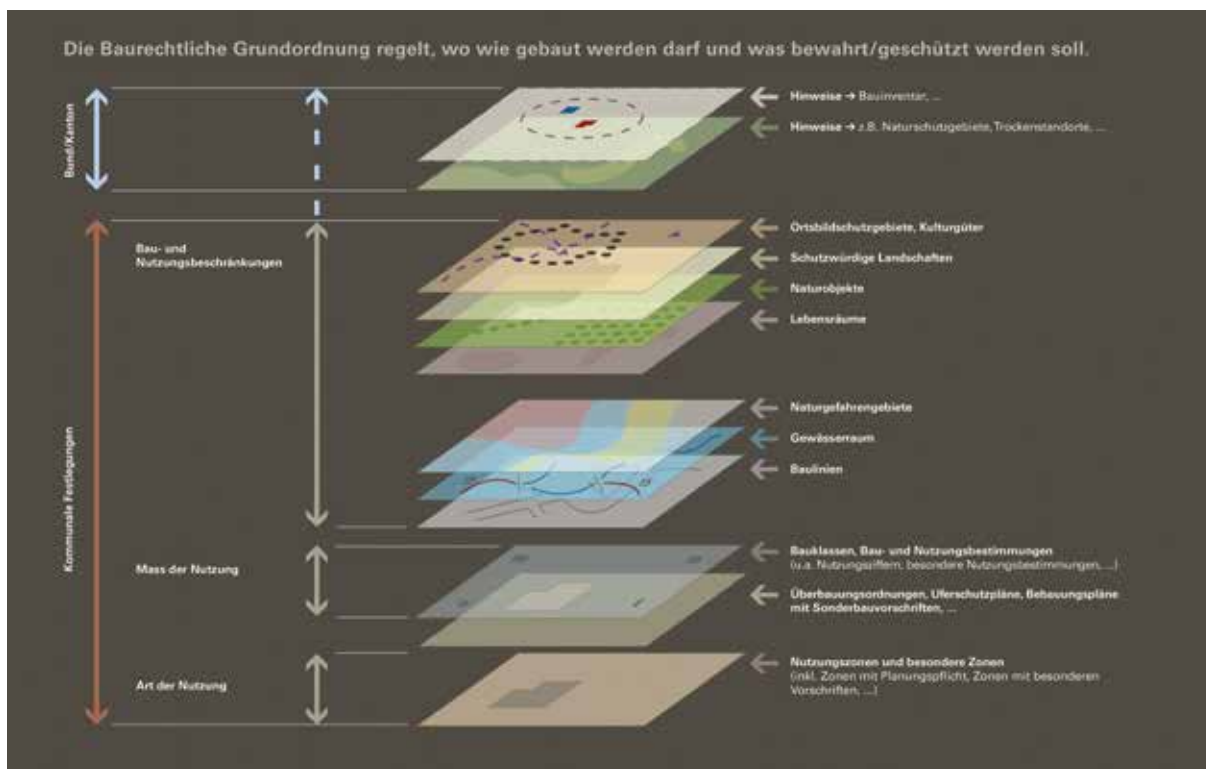 Die Baurechtliche Grundordnung regelt, wo wie gebaut werden darf und was bewahrt/geschützt werden soll.
Bund/Kanton
Hinweise → Bauinventar, ...
Hinweise → z.B. Naturschutzgebiete, Trockenstandorte, ...
Kommunale Festlegungen
Bau- und
Nutzungsbeschränkungen
Ortsbildschutzgebiete, Kulturgüter
Schutzwürdige Landschaften
Naturobjekte
Lebensräume
Naturgefahrengebiete
Gewässerraum
Baulinien
Mass der Nutzung
Bauklassen, Bau- und Nutzungsbestimmungen
(u.a. Nutzungsziffern, besondere Nutzungsbestimmungen, ...)
Überbauungsordnungen, Uferschutzpläne, Bebauungspläne
mit Sonderbauvorschriften, ...
Art der Nutzung
Nutzungszonen und besondere Zonen
(inkl. Zonen mit Planungspflicht, Zonen mit besonderen
Vorschriften, ...)